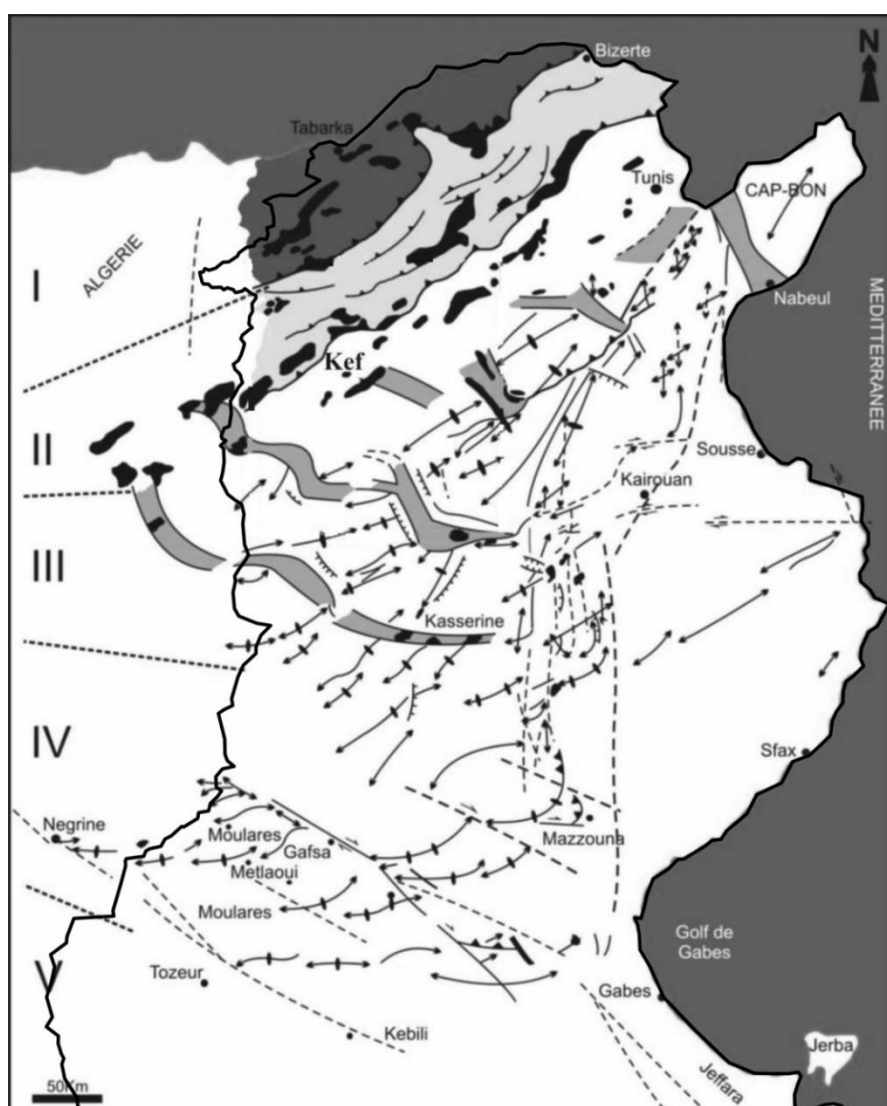 N
Bizerte
Tabarka
Tunis
CAP-BON
ALGERIE
I
Nabeul
MEDITTERRANEE
Kef
II
Sousse
Kairouan
III
Kasserine
IV
Sfax
Negrine
Moulares
Mazzouna
Gafsa
Metlaoui
Moulares
Golf de
Gabes
V
Tozeur
Gabes
Kebili
Jerba
Jeffara
50Km